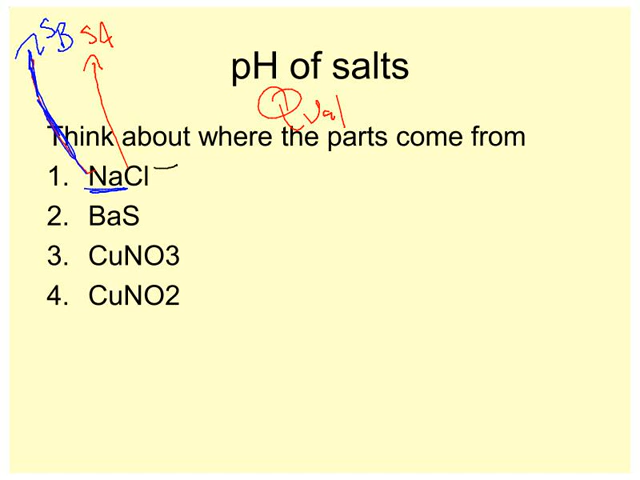 SB SA
pH of salts
Think about where the parts come from
1. NaCl
2. BaS
3. CuNO3
4. CuNO2